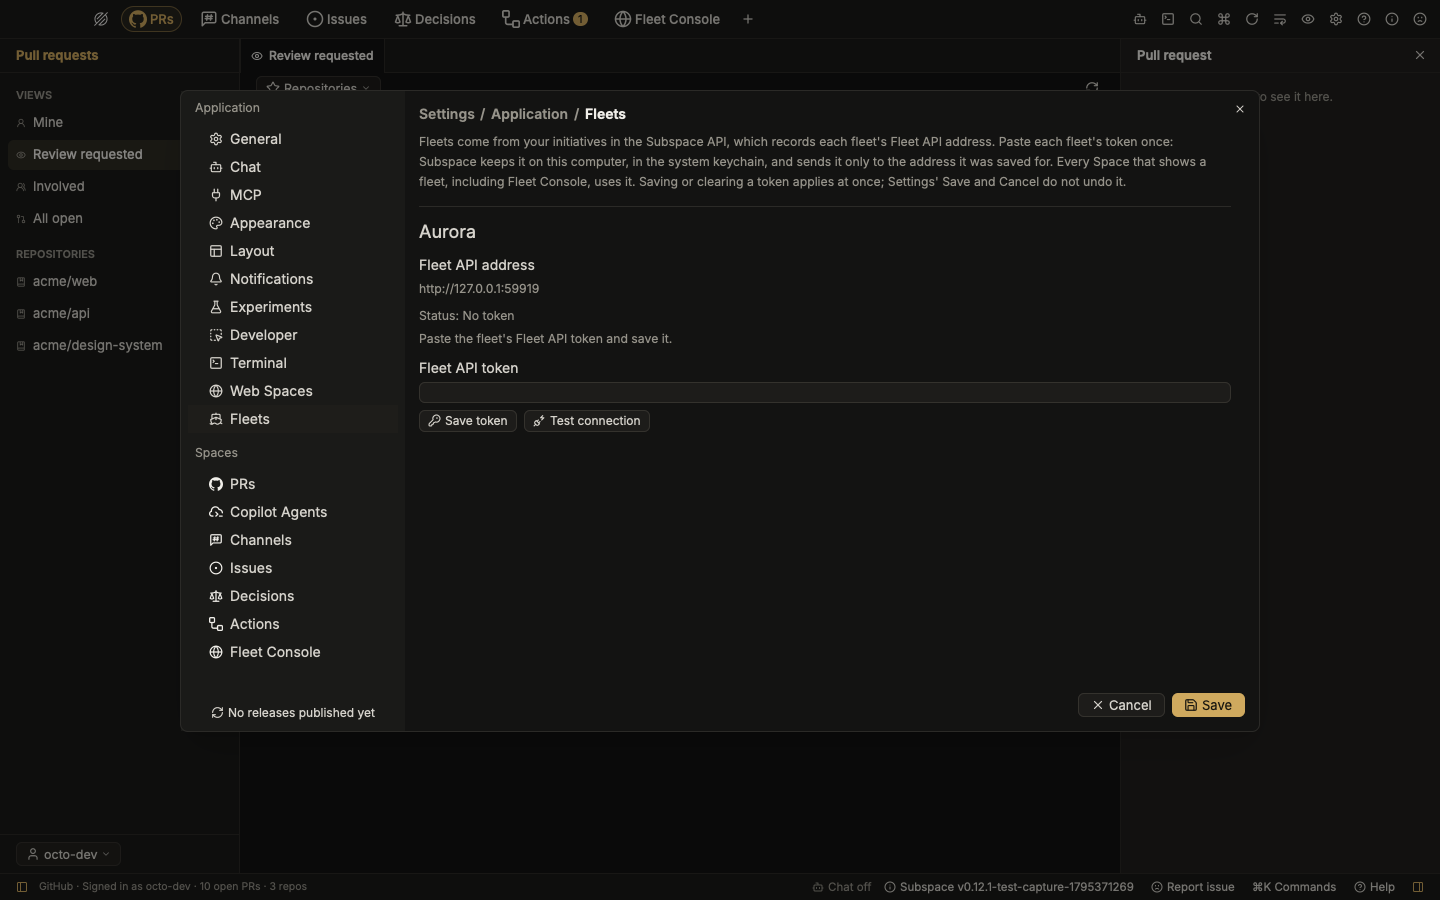 PRs
Channels
Issues
Decisions
Actions 1
Fleet Console
Pull requests
Review requested
Pull request
Repositories
VIEWS
Mine
Review requested
Involved
All open
REPOSITORIES
acme/web
acme/api
acme/design-system
o see it here.
Application
General
Chat
MCP
Appearance
Layout
Notifications
Experiments
Developer
Terminal
Web Spaces
Fleets
Spaces
PRs
Copilot Agents
Channels
Issues
Decisions
Actions
Fleet Console
No releases published yet
Settings / Application / Fleets
Fleets come from your initiatives in the Subspace API, which records each fleet's Fleet API address. Paste each fleet's token once:
Subspace keeps it on this computer, in the system keychain, and sends it only to the address it was saved for. Every Space that shows a
fleet, including Fleet Console, uses it. Saving or clearing a token applies at once; Settings' Save and Cancel do not undo it.
Aurora
Fleet API address
http://127.0.0.1:59919
Status: No token
Paste the fleet's Fleet API token and save it.
Fleet API token
Save token
Test connection
Cancel
Save
octo-dev
GitHub · Signed in as octo-dev · 10 open PRs · 3 repos
Chat off
Subspace v0.12.1-test-capture-1795371269
Report issue
⌘K Commands
Help